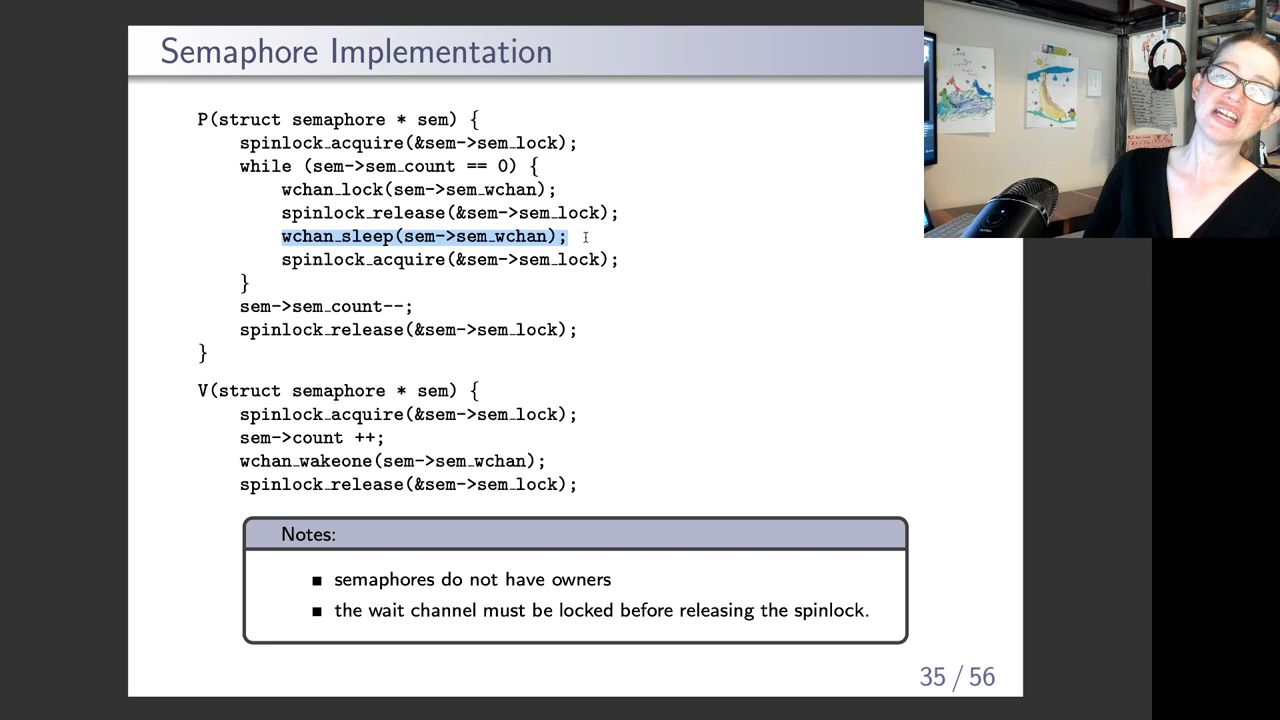 Semaphore Implementation
P(struct semaphore * sem) {
spinlock_acquire(&sem->sem_lock);
while (sem->sem_count == 0) {
wchan_lock(sem->sem_wchan);
spinlock_release(&sem->sem_lock);
wchan_sleep(sem->sem_wchan);
spinlock_acquire(&sem->sem_lock);
}
sem->sem_count--;
spinlock_release(&sem->sem_lock);
}
V(struct semaphore * sem) {
spinlock_acquire(&sem->sem_lock);
sem->count ++;
wchan_wakeone(sem->sem_wchan);
spinlock_release(&sem->sem_lock);
}
Notes:
■ semaphores do not have owners
■ the wait channel must be locked before releasing the spinlock.
35 / 56